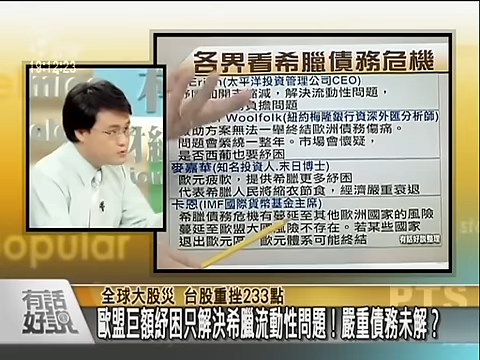 19:12:23
各界看希臘債務危機
(太平洋投資管理公司CEO)
減，解決流動性問題，
負擔問題
Woolfolk(紐約梅隆銀行資深外匯分析師)
助方案無法一舉終結歐洲債務傷痛。
問題會縈繞一整年。市場會懷疑，
是否西葡也要紓困
麥嘉華(知名投資人,末日博士)
歐元疲軟，提供希臘更多紓困
代表希臘人民將縮衣節食，經濟嚴重衰退
卡恩(IMF國際貨幣基金主席)
希臘債務危機有蔓延至其他歐洲國家的風險
蔓延至歐盟大 風險不存在。若某些國家
退出歐元 歐元體系可能終結
有話好說整理
opular
PTS
有話好說
全球大股災 台股重挫233點
歐盟巨額紓困只解決希臘流動性問題！嚴重債務未解？